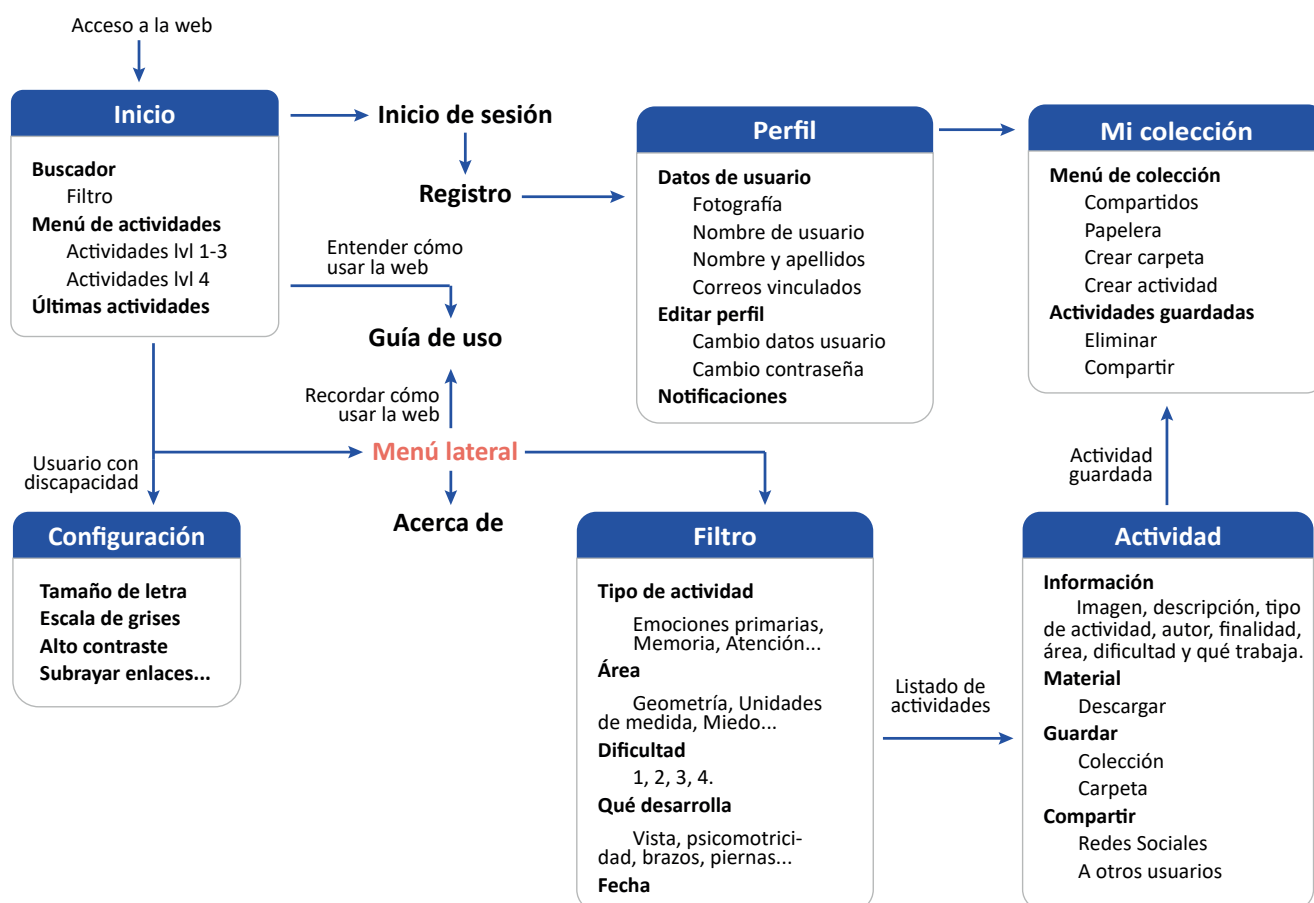 Acceso a la web
Inicio
Buscador
Filtro
Menú de actividades
Actividades lvl 1-3
Actividades lvl 4
Últimas actividades
Inicio de sesión
Registro
Entender cómo
usar la web
Guía de uso
Recordar cómo
usar la web
Menú lateral
Acerca de
Usuario con
discapacidad
Configuración
Tamaño de letra
Escala de grises
Alto contraste
Subrayar enlaces...
Perfil
Datos de usuario
Fotografía
Nombre de usuario
Nombre y apellidos
Correos vinculados
Editar perfil
Cambio datos usuario
Cambio contraseña
Notificaciones
Mi colección
Menú de colección
Compartidos
Papelera
Crear carpeta
Crear actividad
Actividades guardadas
Eliminar
Compartir
Actividad
guardada
Filtro
Tipo de actividad
Emociones primarias,
Memoria, Atención...
Área
Geometría, Unidades
de medida, Miedo...
Dificultad
1, 2, 3, 4.
Qué desarrolla
Vista, psicomotrici-
dad, brazos, piernas...
Fecha
Listado de
actividades
Actividad
Información
Imagen, descripción, tipo
de actividad, autor, finalidad,
área, dificultad y qué trabaja.
Material
Descargar
Guardar
Colección
Carpeta
Compartir
Redes Sociales
A otros usuarios